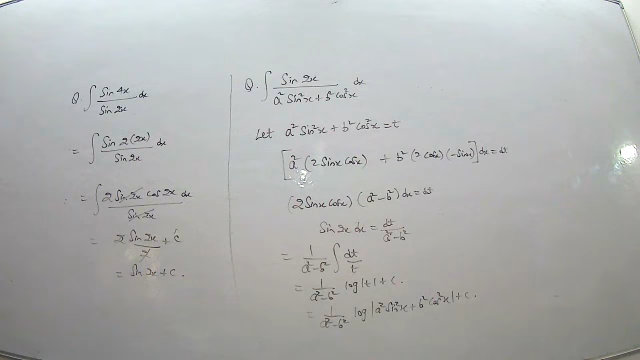 Q ∫ Sin 4x / Sin 2x dx
= ∫ Sin 2(2x) / Sin 2x dx
= ∫ 2 Sin 2x Cos 2x dx / Sin 2x
= 2 Sin 2x / 2 + c
= Sin 2x + c.
Q. ∫ Sin 2x / a² Sin²x + b² Cos²x dx
Let a² Sin²x + b² Cos²x = t
[a² (2 Sinx Cosx) + b² (2 Cosx) (-Sinx)] dx = dt
(2 Sinx Cosx) (a² - b²) dx = dt
Sin 2x dx = dt / a² - b²
= 1 / a² - b² ∫ dt / t
= 1 / a² - b² log |t| + c.
= 1 / a² - b² log |a² Sin²x + b² Cos²x| + c.